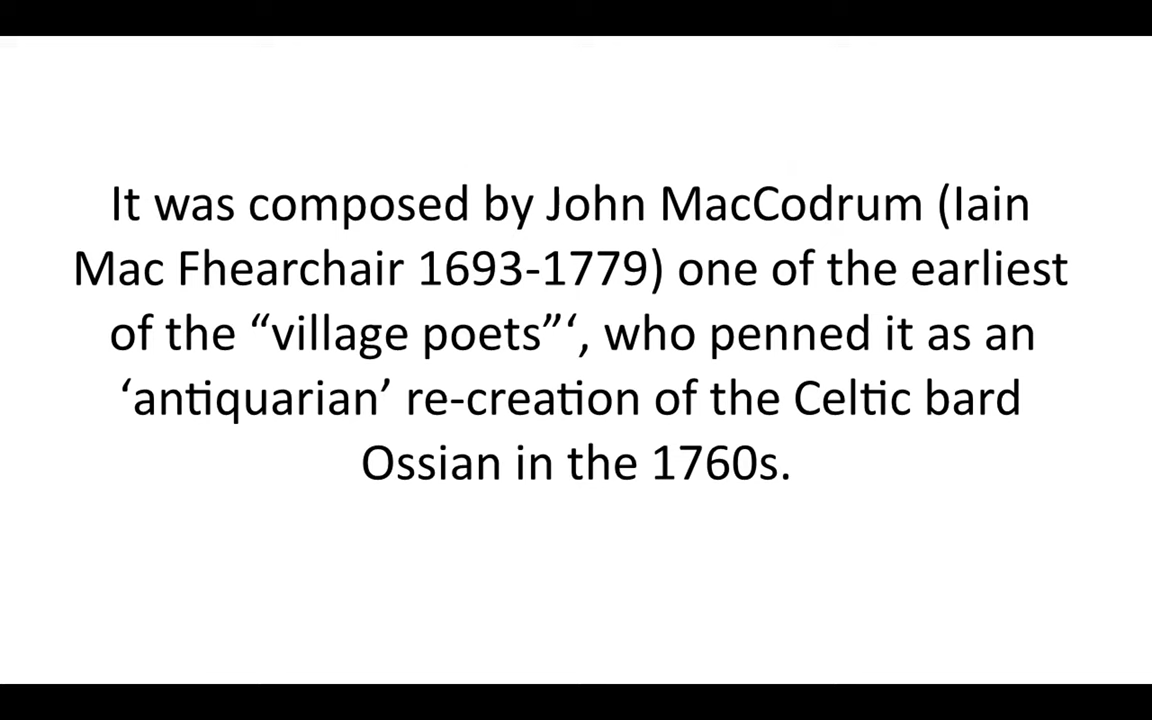 It was composed by John MacCodrum (Iain
Mac Fhearchair 1693-1779) one of the earliest
of the “village poets”‘, who penned it as an
‘antiquarian’ re-creation of the Celtic bard
Ossian in the 1760s.